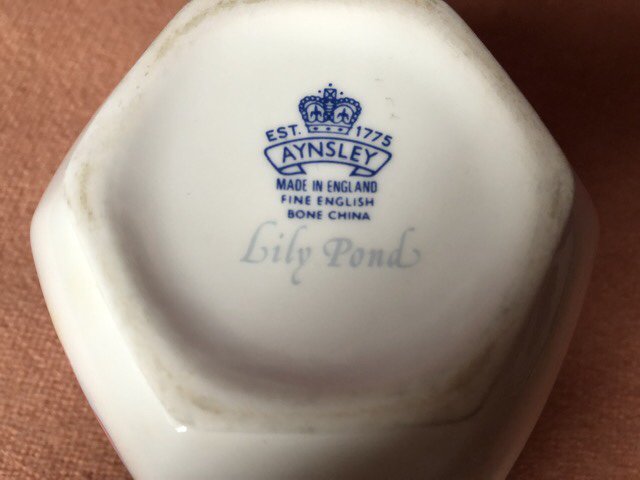 EST. 1775
AYNSLEY
MADE IN ENGLAND
FINE ENGLISH
BONE CHINA
Lily Pond